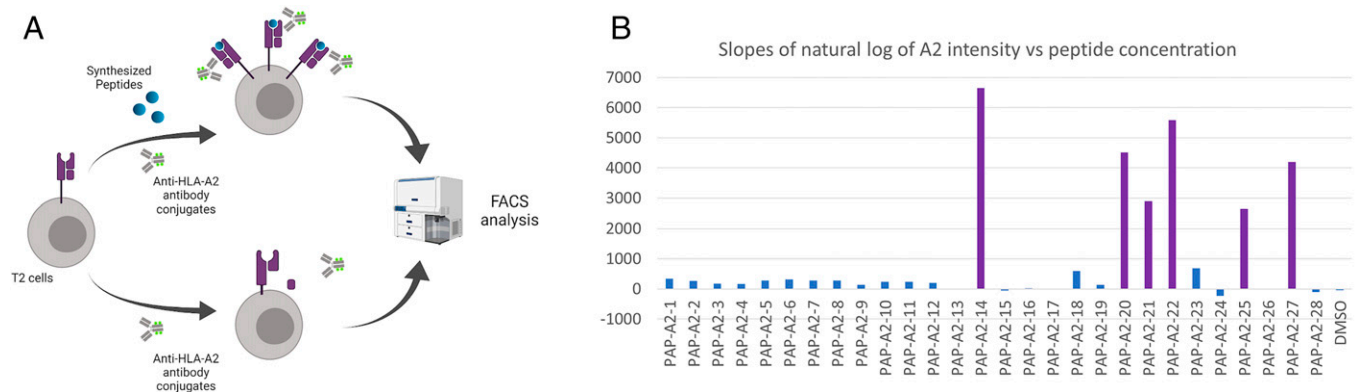 A
Synthesized
Peptides
Anti-HLA-A2
antibody
conjugates
T2 cells
Anti-HLA-A2
antibody
conjugates
FACS
analysis
B
Slopes of natural log of A2 intensity vs peptide concentration
7000
6000
5000
4000
3000
2000
1000
0
-1000
PAP-A2-1
PAP-A2-2
PAP-A2-3
PAP-A2-4
PAP-A2-5
PAP-A2-6
PAP-A2-7
PAP-A2-8
PAP-A2-9
PAP-A2-10
PAP-A2-11
PAP-A2-12
PAP-A2-13
PAP-A2-14
PAP-A2-15
PAP-A2-16
PAP-A2-17
PAP-A2-18
PAP-A2-19
PAP-A2-20
PAP-A2-21
PAP-A2-22
PAP-A2-23
PAP-A2-24
PAP-A2-25
PAP-A2-26
PAP-A2-27
PAP-A2-28
DMSO